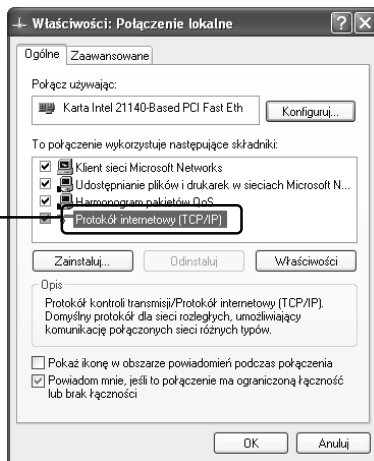 Właściwości: Połączenie lokalne
Ogólne Zaawansowane
Połącz używając:
Karta Intel 21140-Based PCI Fast Eth
Konfiguruj...
To połączenie wykorzystuje następujące składniki:
Klient sieci Microsoft Networks
Udostępnianie plików i drukarek w sieciach Microsoft N...
Harmonogram pakietów QoS
Protokół internetowy (TCP/IP)
Zainstaluj... Odinstaluj Właściwości
Opis
Protokół kontroli transmisji/Protokół internetowy (TCP/IP).
Domyślny protokół dla sieci rozległych, umożliwiający
komunikację połączonych sieci różnych typów.
Pokaż ikonę w obszarze powiadomień podczas połączenia
Powiadom mnie, jeśli to połączenie ma ograniczoną łączność
lub brak łączności
OK Anuluj